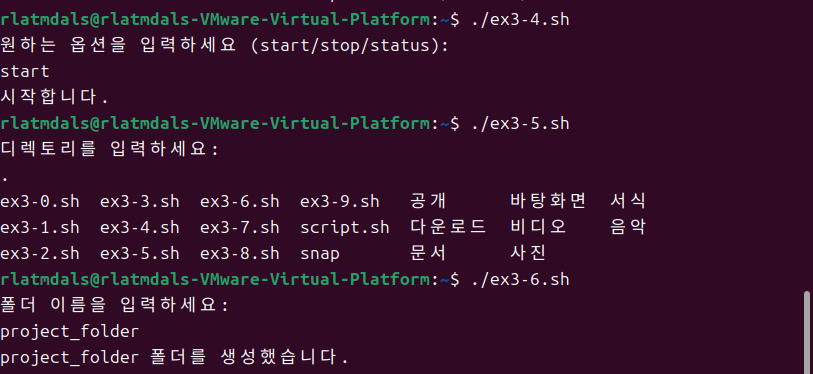 rlatmdals@rlatmdals-VMware-Virtual-Platform:~$ ./ex3-4.sh
원하는 옵션을 입력하세요 (start/stop/status):
start
시작합니다.
rlatmdals@rlatmdals-VMware-Virtual-Platform:~$ ./ex3-5.sh
디렉토리를 입력하세요:
.
ex3-0.sh ex3-3.sh ex3-6.sh ex3-9.sh 공개 바탕화면 서식
ex3-1.sh ex3-4.sh ex3-7.sh script.sh 다운로드 비디오 음악
ex3-2.sh ex3-5.sh ex3-8.sh snap 문서 사진
rlatmdals@rlatmdals-VMware-Virtual-Platform:~$ ./ex3-6.sh
폴더 이름을 입력하세요:
project_folder
project_folder 폴더를 생성했습니다.